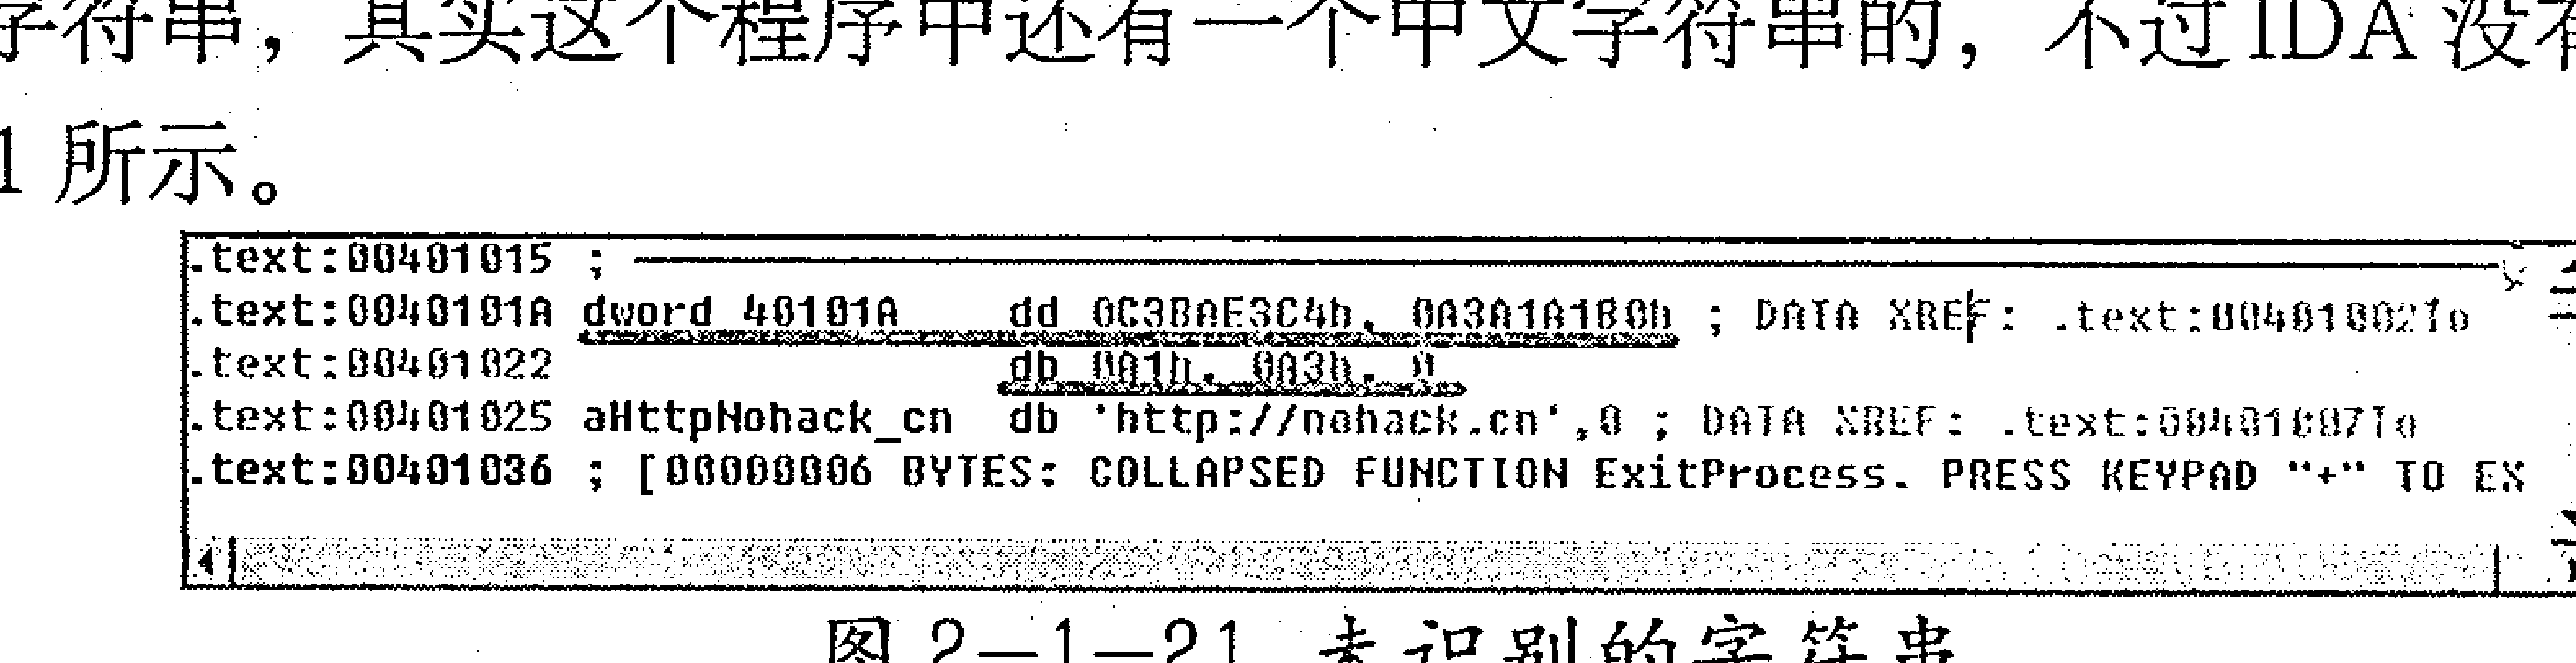 字符串，其实这个程序中还有一个中文字符串的，不过IDA 没有
1 所示。
.text:00401015 ;
.text:0040101A dword 40101A dd 0C3BAE3C4h, 0A3A1A1B0h ; DATA XREF: .text:00401002↑o
.text:00401022 db 0A1h, 0A3h, 0
.text:00401025 aHttpNohack_cn db 'http://nohack.cn',0 ; DATA XREF: .text:00401007↑o
.text:00401036 ; [00000006 BYTES: COLLAPSED FUNCTION ExitProcess. PRESS KEYPAD "+" TO EX
图 2-1-21 未识别的字符串